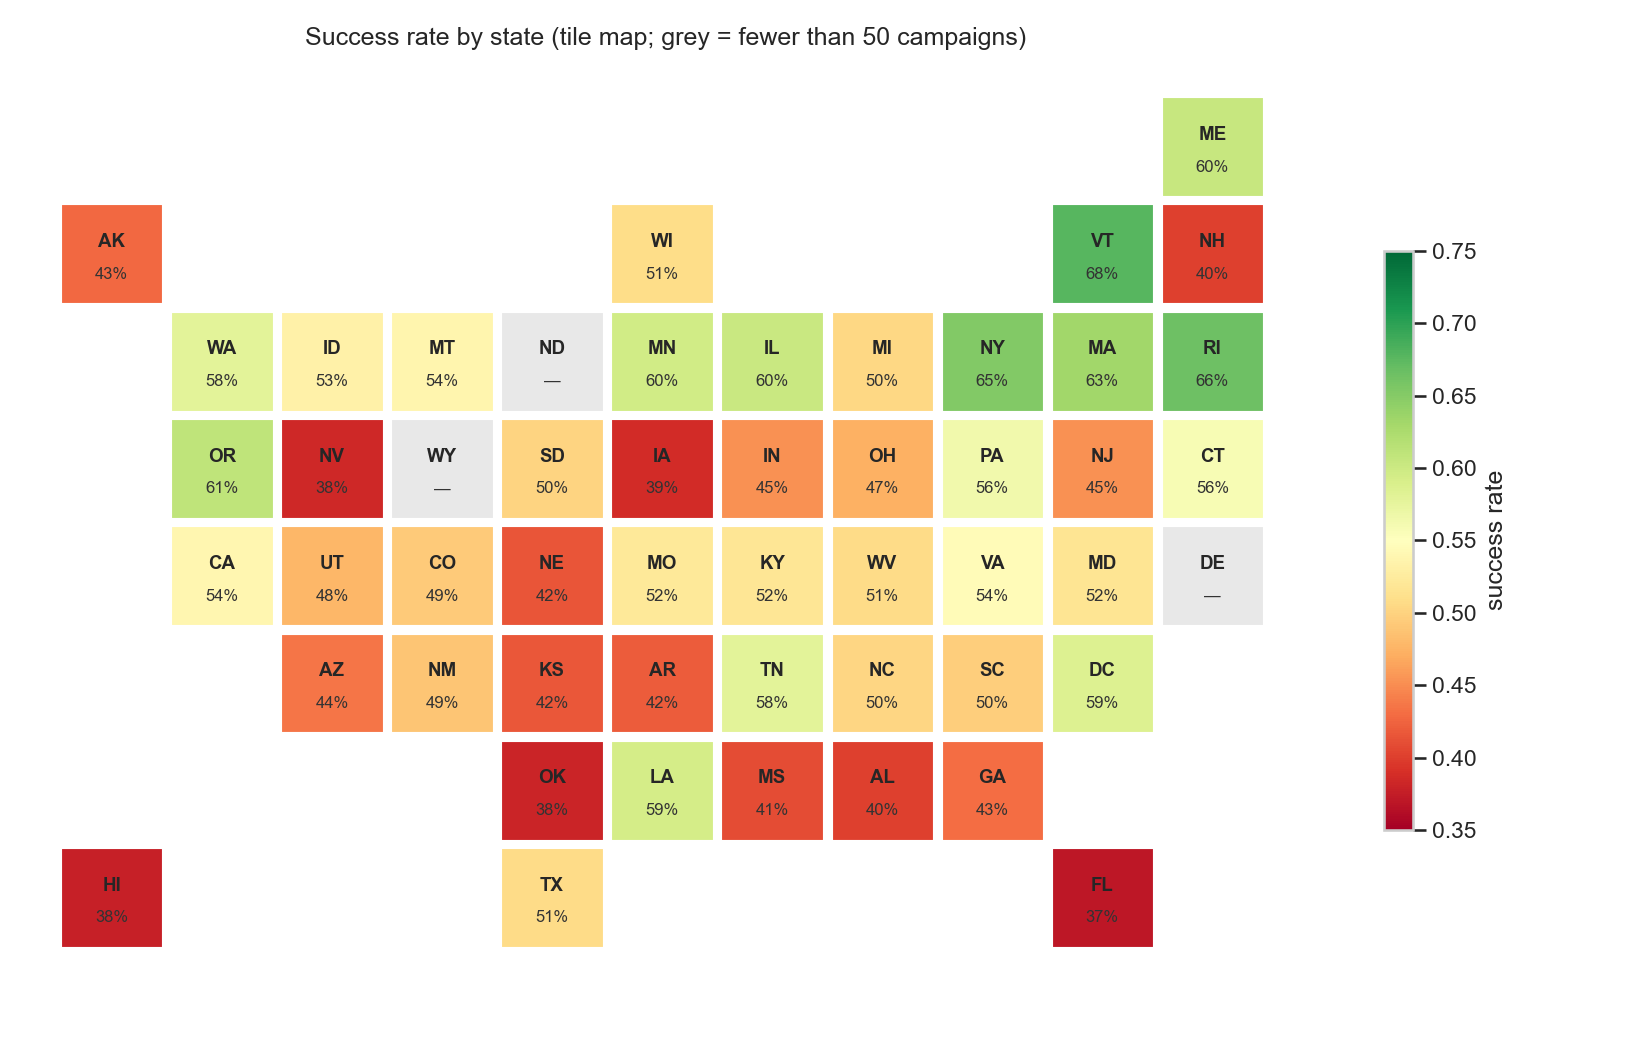 Success rate by state (tile map; grey = fewer than 50 campaigns)
ME
60%
AK
43%
WI
51%
VT
68%
NH
40%
WA
58%
ID
53%
MT
54%
ND
—
MN
60%
IL
60%
MI
50%
NY
65%
MA
63%
RI
66%
OR
61%
NV
38%
WY
—
SD
50%
IA
39%
IN
45%
OH
47%
PA
56%
NJ
45%
CT
56%
CA
54%
UT
48%
CO
49%
NE
42%
MO
52%
KY
52%
WV
51%
VA
54%
MD
52%
DE
—
AZ
44%
NM
49%
KS
42%
AR
42%
TN
58%
NC
50%
SC
50%
DC
59%
OK
38%
LA
59%
MS
41%
AL
40%
GA
43%
HI
38%
TX
51%
FL
37%
0.75
0.70
0.65
0.60
0.55
0.50
0.45
0.40
0.35
success rate